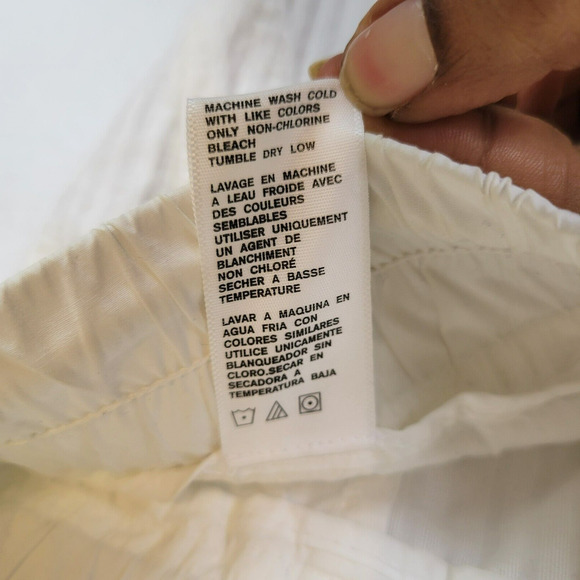 MACHINE WASH COLD
WITH LIKE COLORS
ONLY NON-CHLORINE
BLEACH
TUMBLE DRY LOW
LAVAGE EN MACHINE
A LEAU FROIDE AVEC
DES COULEURS
SEMBLABLES
UTILISER UNIQUEMENT
UN AGENT DE
BLANCHIMENT
NON CHLORÉ
SECHER A BASSE
TEMPERATURE
LAVAR A MAQUINA EN
AGUA FRIA CON
COLORES SIMILARES
UTILICE UNICAMENTE
BLANQUEADOR SIN
CLORO.SECAR EN
SECADORA A
TEMPERATURA BAJA